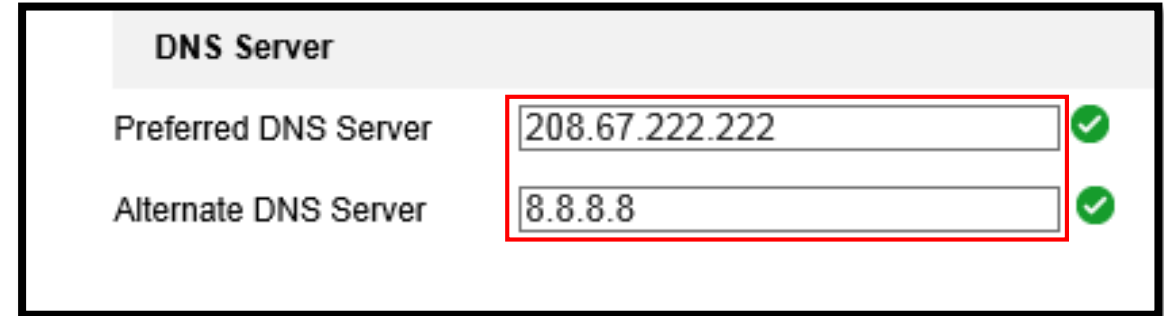 DNS Server
Preferred DNS Server 208.67.222.222
Alternate DNS Server 8.8.8.8